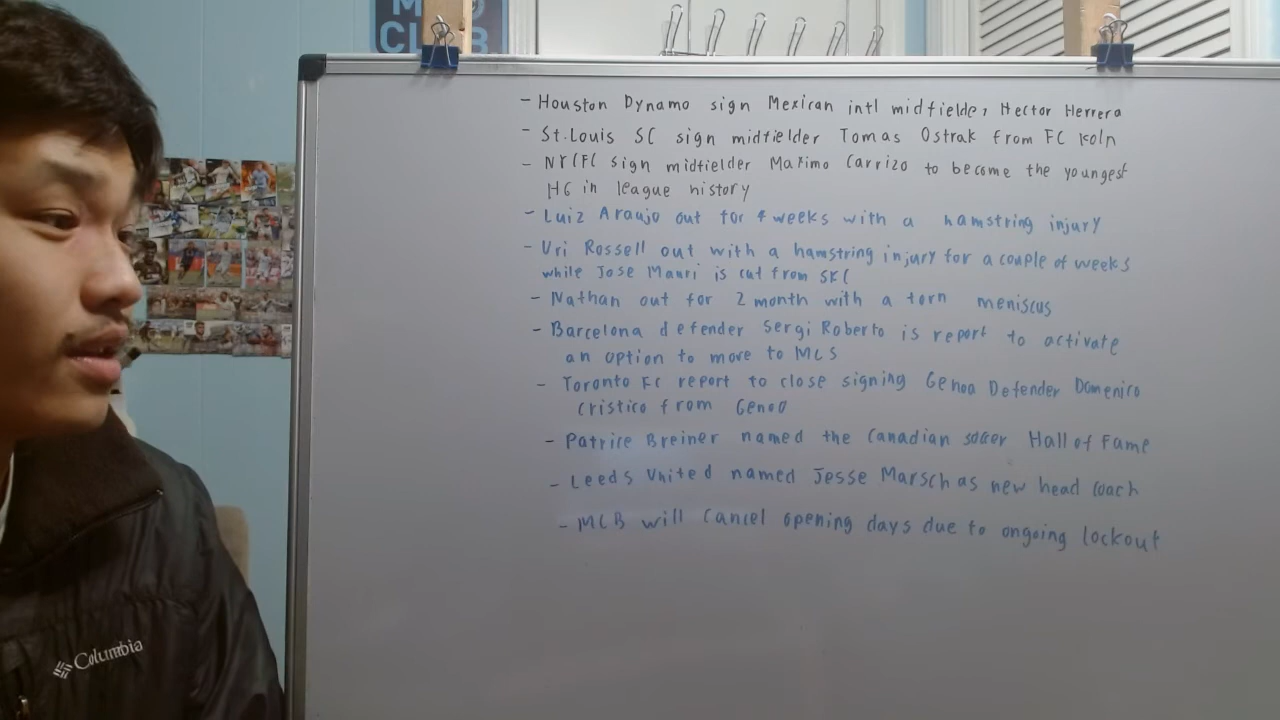 - Houston Dynamo sign Mexican intl midfielder, Hector Herrera
- St.Louis SC sign midfielder Tomas Ostrak from FC Koln
- NYCFC sign midfielder Maximo Carrizo to become the youngest
HG in league history
- Luiz Araujo out for 4 weeks with a hamstring injury
- Uri Rossell out with a hamstring injury for a couple of weeks
while Jose Mauri is cut from SKC
- Nathan out for 2 month with a torn meniscus
- Barcelona defender Sergi Roberto is report to activate
an option to move to MLS
- Toronto FC report to close signing Genoa Defender Domenico
Cristico from Genoa
- Patrice Breiner named the Canadian soccer Hall of Fame
- Leeds United named Jesse Marsch as new head coach
- MLB will cancel opening days due to ongoing lockout
Columbia